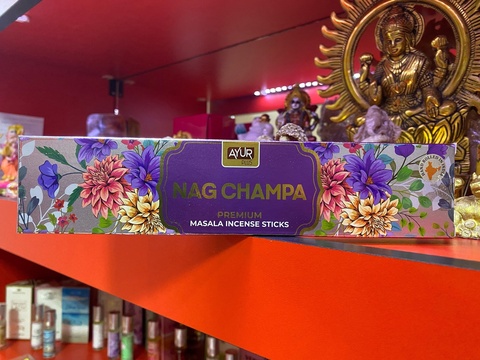 AYUR
NAG CHAMPA
PREMIUM
MASALA INCENSE STICKS